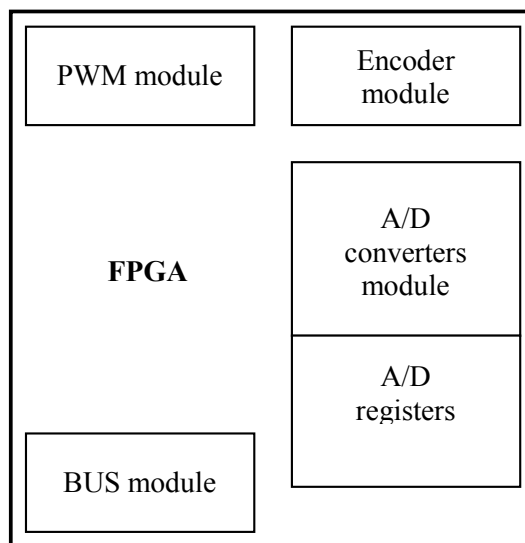 PWM module
Encoder
module
A/D
converters
module
FPGA
A/D
registers
BUS module